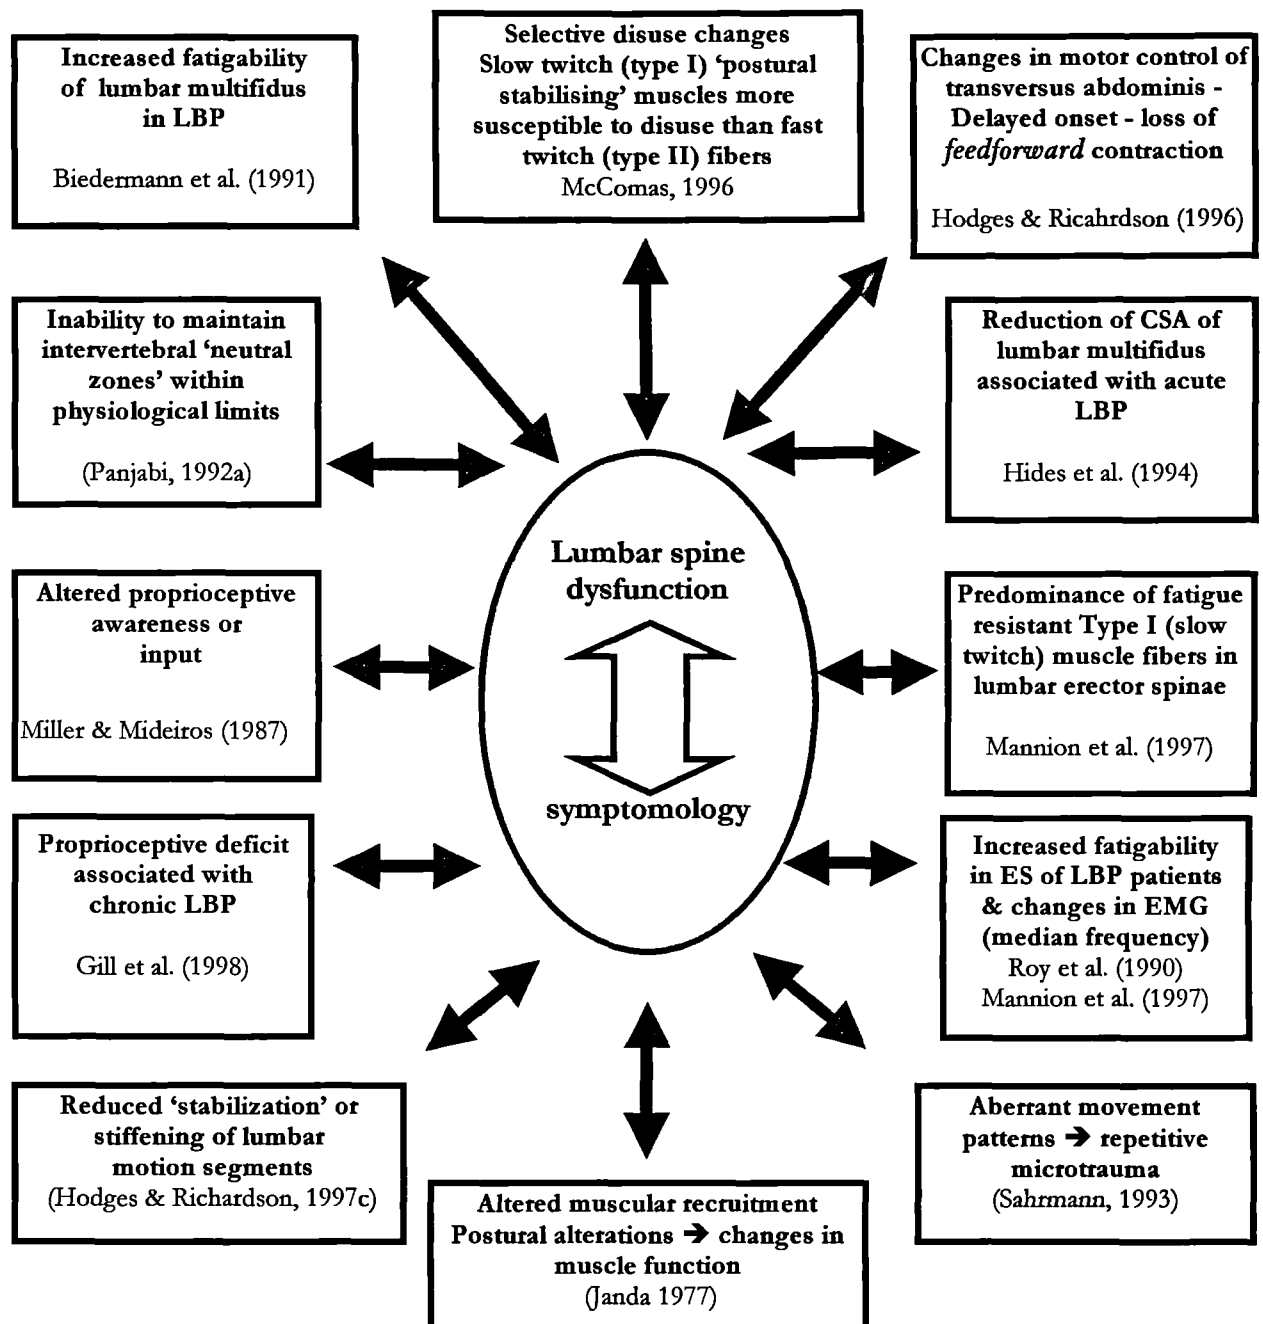 Increased fatigability
of lumbar multifidus
in LBP
Biedermann et al. (1991)
Selective disuse changes
Slow twitch (type I) ‘postural
stabilising’ muscles more
susceptible to disuse than fast
twitch (type II) fibers
McComas, 1996
Changes in motor control of
transversus abdominis -
Delayed onset - loss of
feedforward contraction
Hodges & Ricahrdson (1996)
Inability to maintain
intervertebral ‘neutral
zones’ within
physiological limits
(Panjabi, 1992a)
Reduction of CSA of
lumbar multifidus
associated with acute
LBP
Hides et al. (1994)
Lumbar spine
dysfunction
symptomology
Altered proprioceptive
awareness or
input
Miller & Mideiros (1987)
Predominance of fatigue
resistant Type I (slow
twitch) muscle fibers in
lumbar erector spinae
Mannion et al. (1997)
Proprioceptive deficit
associated with
chronic LBP
Gill et al. (1998)
Increased fatigability
in ES of LBP patients
& changes in EMG
(median frequency)
Roy et al. (1990)
Mannion et al. (1997)
Reduced ‘stabilization’ or
stiffening of lumbar
motion segments
(Hodges & Richardson, 1997c)
Altered muscular recruitment
Postural alterations ➔ changes in
muscle function
(Janda 1977)
Aberrant movement
patterns ➔ repetitive
microtrauma
(Sahrmann, 1993)